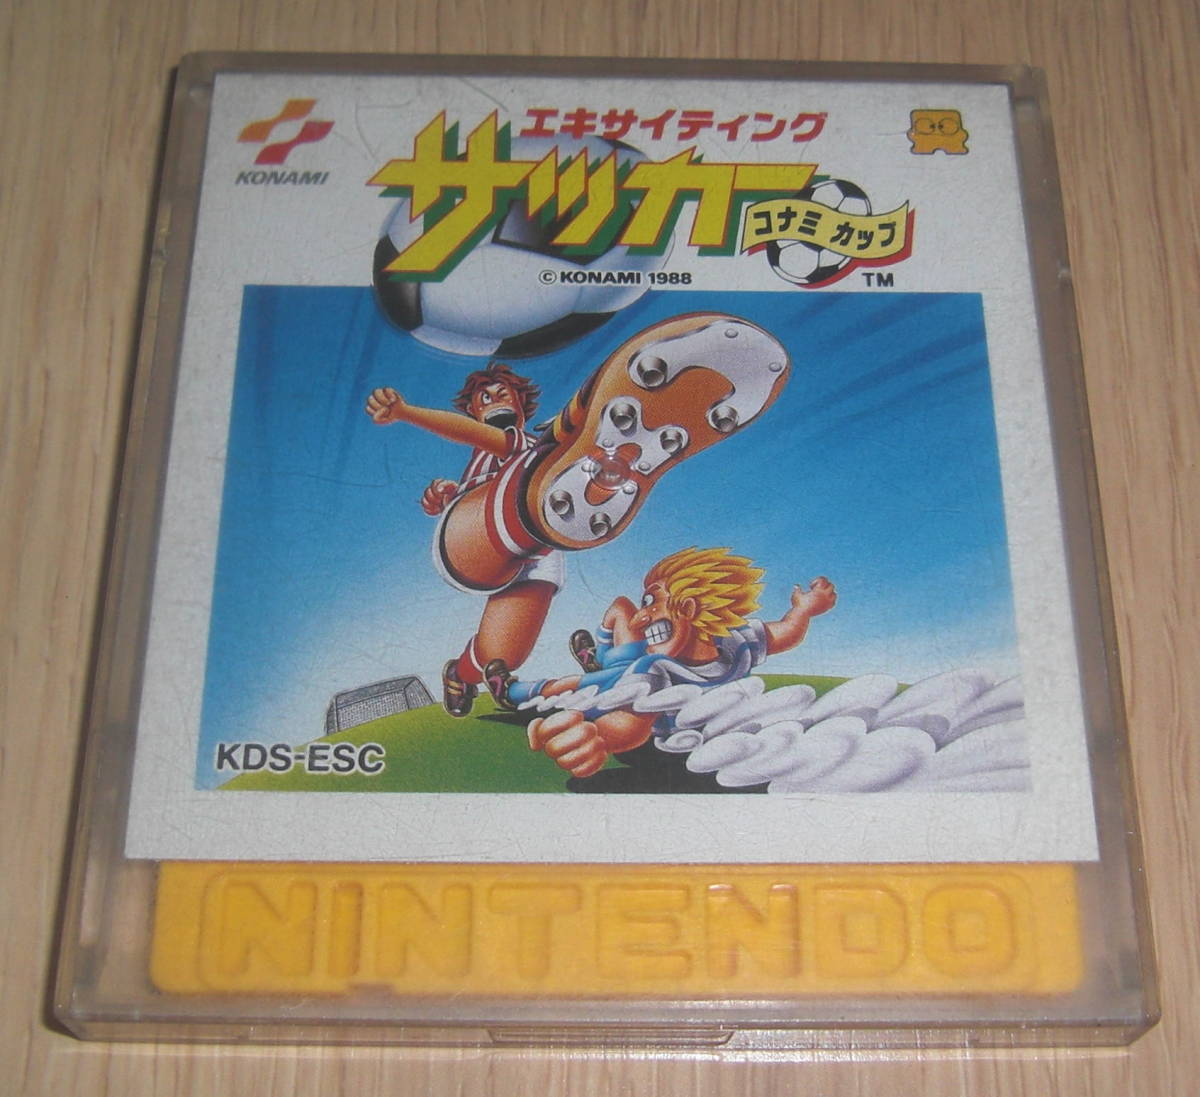 KONAMI
エキサイティング
サッカー
コナミ カップ
TM
© KONAMI 1988
KDS-ESC
NINTENDO